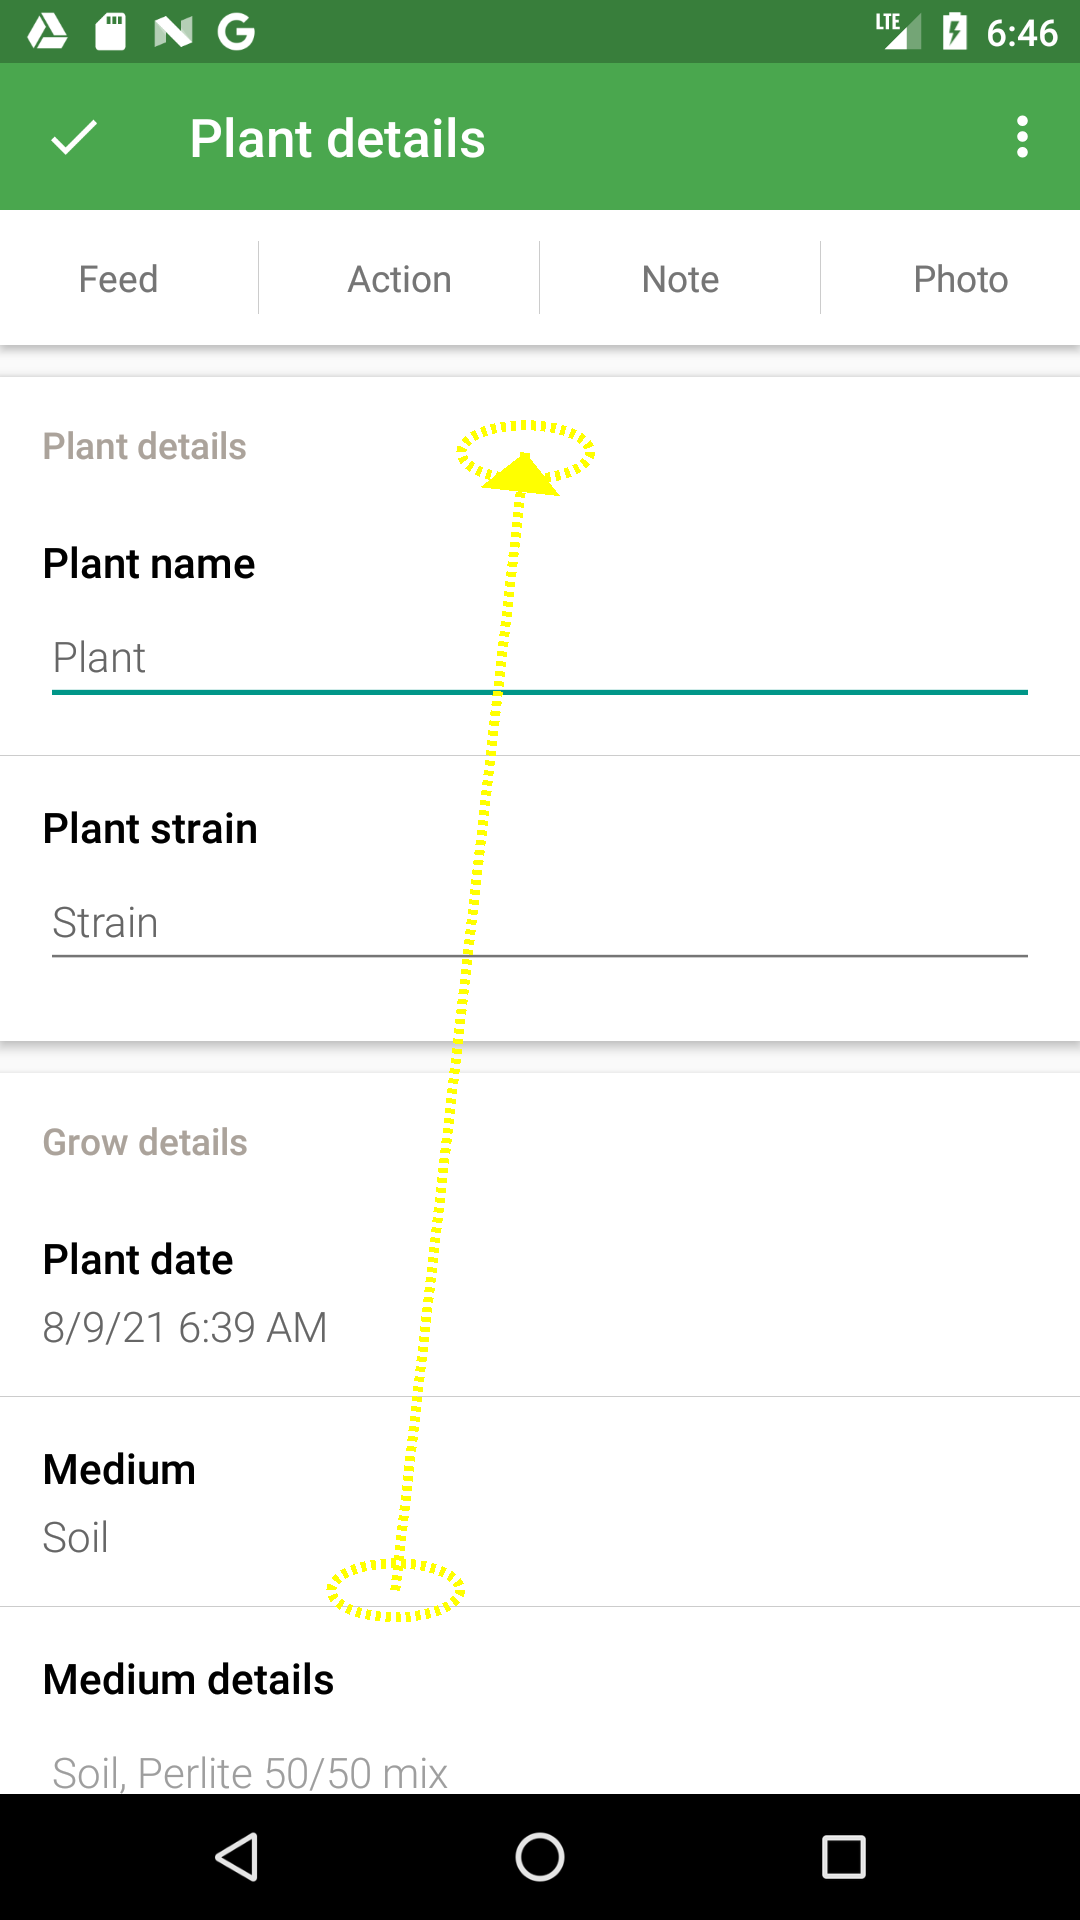 LTE 6:46
Plant details
Feed Action Note Photo
Plant details
Plant name
Plant
Plant strain
Strain
Grow details
Plant date
8/9/21 6:39 AM
Medium
Soil
Medium details
Soil, Perlite 50/50 mix